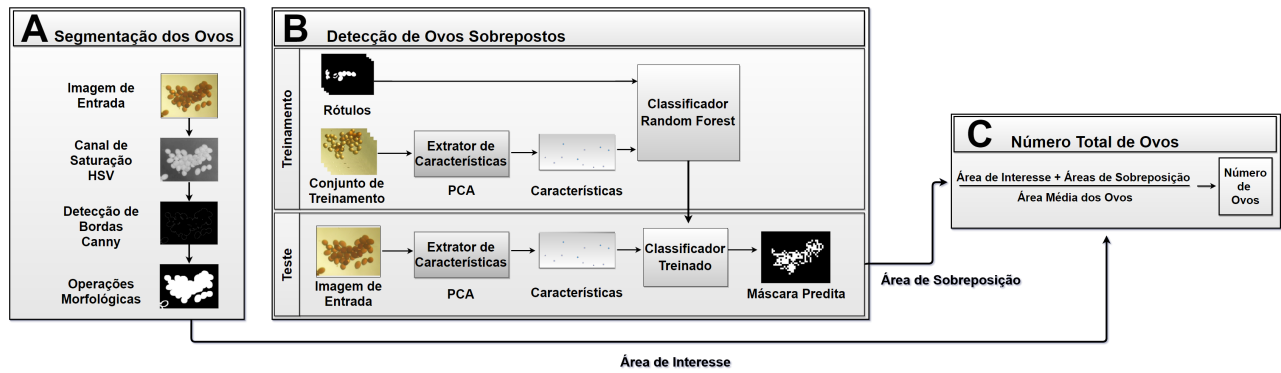 A Segmentação dos Ovos
Imagem de
Entrada
Canal de
Saturação
HSV
Detecção de
Bordas
Canny
Operações
Morfológicas
B Detecção de Ovos Sobrepostos
Treinamento
Rótulos
Classificador
Random Forest
Conjunto de
Treinamento
Extrator de
Características
PCA
Características
Teste
Imagem de
Entrada
Extrator de
Características
PCA
Características
Classificador
Treinado
Máscara Predita
Área de Sobreposição
Área de Interesse
C Número Total de Ovos
Área de Interesse + Áreas de Sobreposição
Área Média dos Ovos
Número
de
Ovos